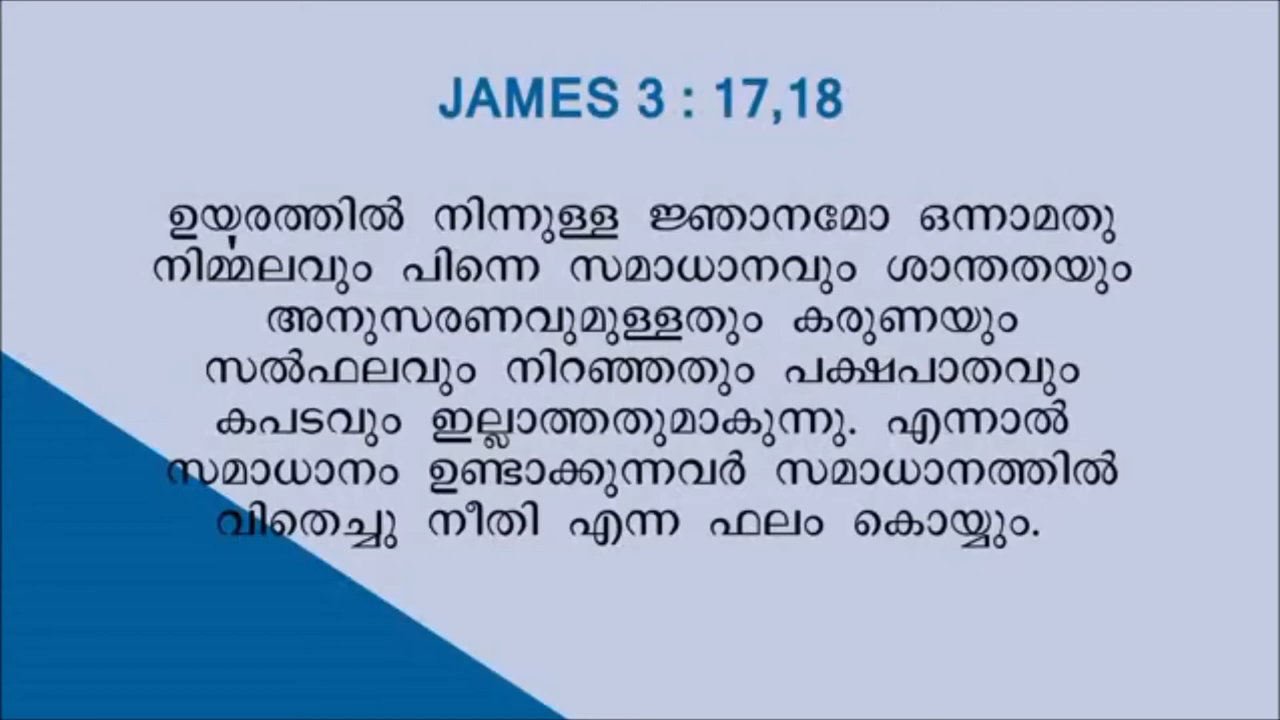 JAMES 3 : 17,18
ഉയരത്തിൽ നിന്നുള്ള ജ്ഞാനമോ ഒന്നാമതു
നിൎമ്മലവും പിന്നെ സമാധാനവും ശാന്തതയും
അനുസരണവുമുള്ളതും കരുണയും
സൽഫലവും നിറഞ്ഞതും പക്ഷപാതവും
കപടവും ഇല്ലാത്തതുമാകുന്നു. എന്നാൽ
സമാധാനം ഉണ്ടാക്കുന്നവർ സമാധാനത്തിൽ
വിതെച്ചു നീതി എന്ന ഫലം കൊയ്യും.